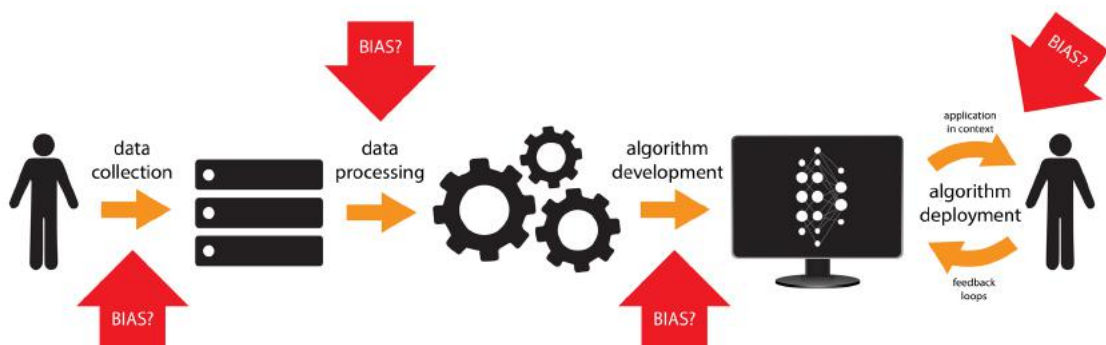 BIAS?
BIAS?
data
collection
data
processing
algorithm
development
application
in context
algorithm
deployment
feedback
loops
BIAS?
BIAS?